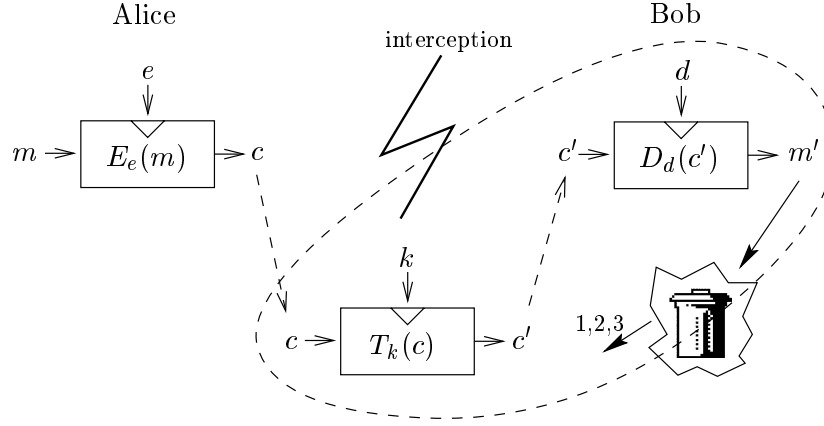 Alice
Bob
interception
e
d
m
E_e(m)
c
c'
D_d(c')
m'
k
1,2,3
c
T_k(c)
c'